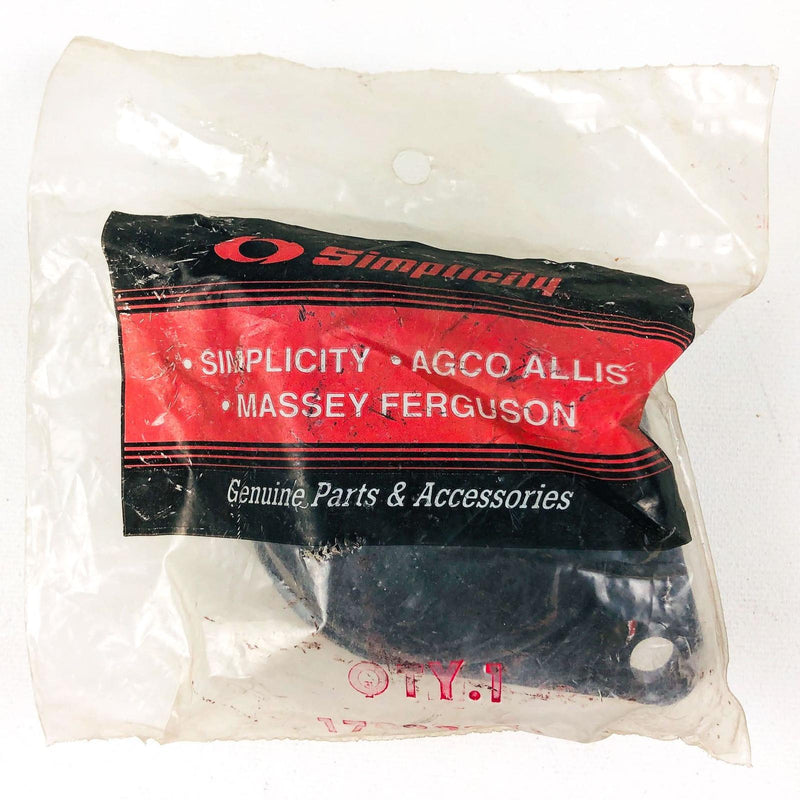 Simplicity
• SIMPLICITY • AGCO ALLIS
• MASSEY FERGUSON
Genuine Parts & Accessories
QTY.1